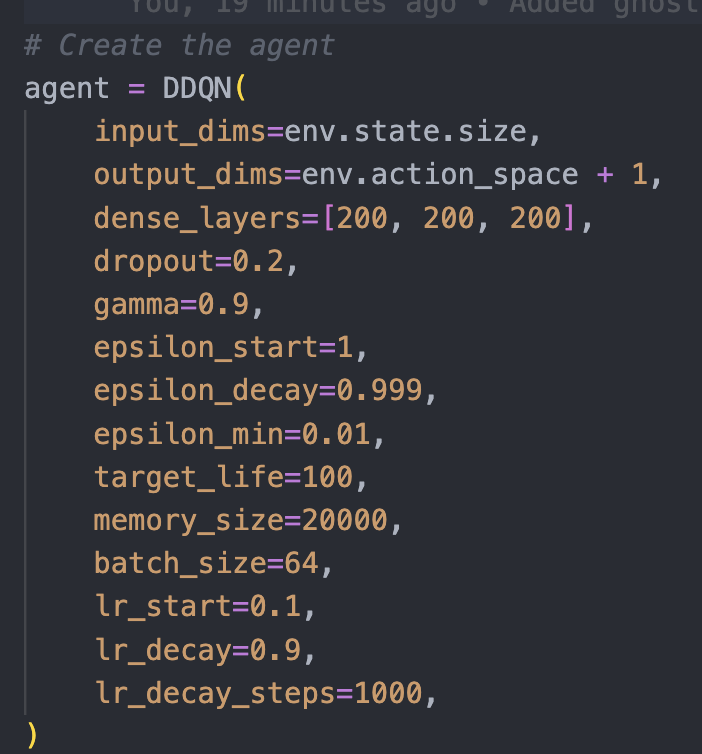 You, 19 minutes ago • Added ghost
# Create the agent
agent = DDQN(
    input_dims=env.state.size,
    output_dims=env.action_space + 1,
    dense_layers=[200, 200, 200],
    dropout=0.2,
    gamma=0.9,
    epsilon_start=1,
    epsilon_decay=0.999,
    epsilon_min=0.01,
    target_life=100,
    memory_size=20000,
    batch_size=64,
    lr_start=0.1,
    lr_decay=0.9,
    lr_decay_steps=1000,
)